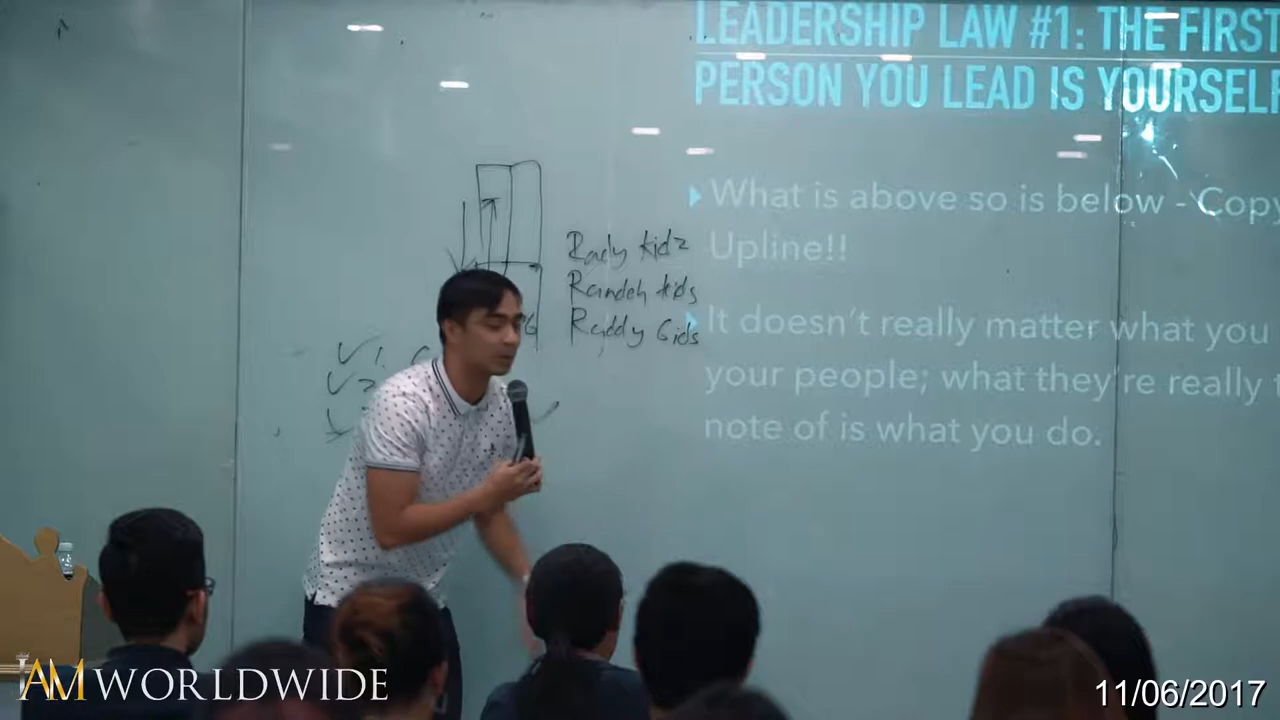 LEADERSHIP LAW #1: THE FIRST
PERSON YOU LEAD IS YOURSELF
What is above so is below - Copy
Upline!!
It doesn't really matter what you
your people; what they're really t
note of is what you do.
Rady kidz
Randeh kids
Ruddy Gids
IAM WORLDWIDE
11/06/2017